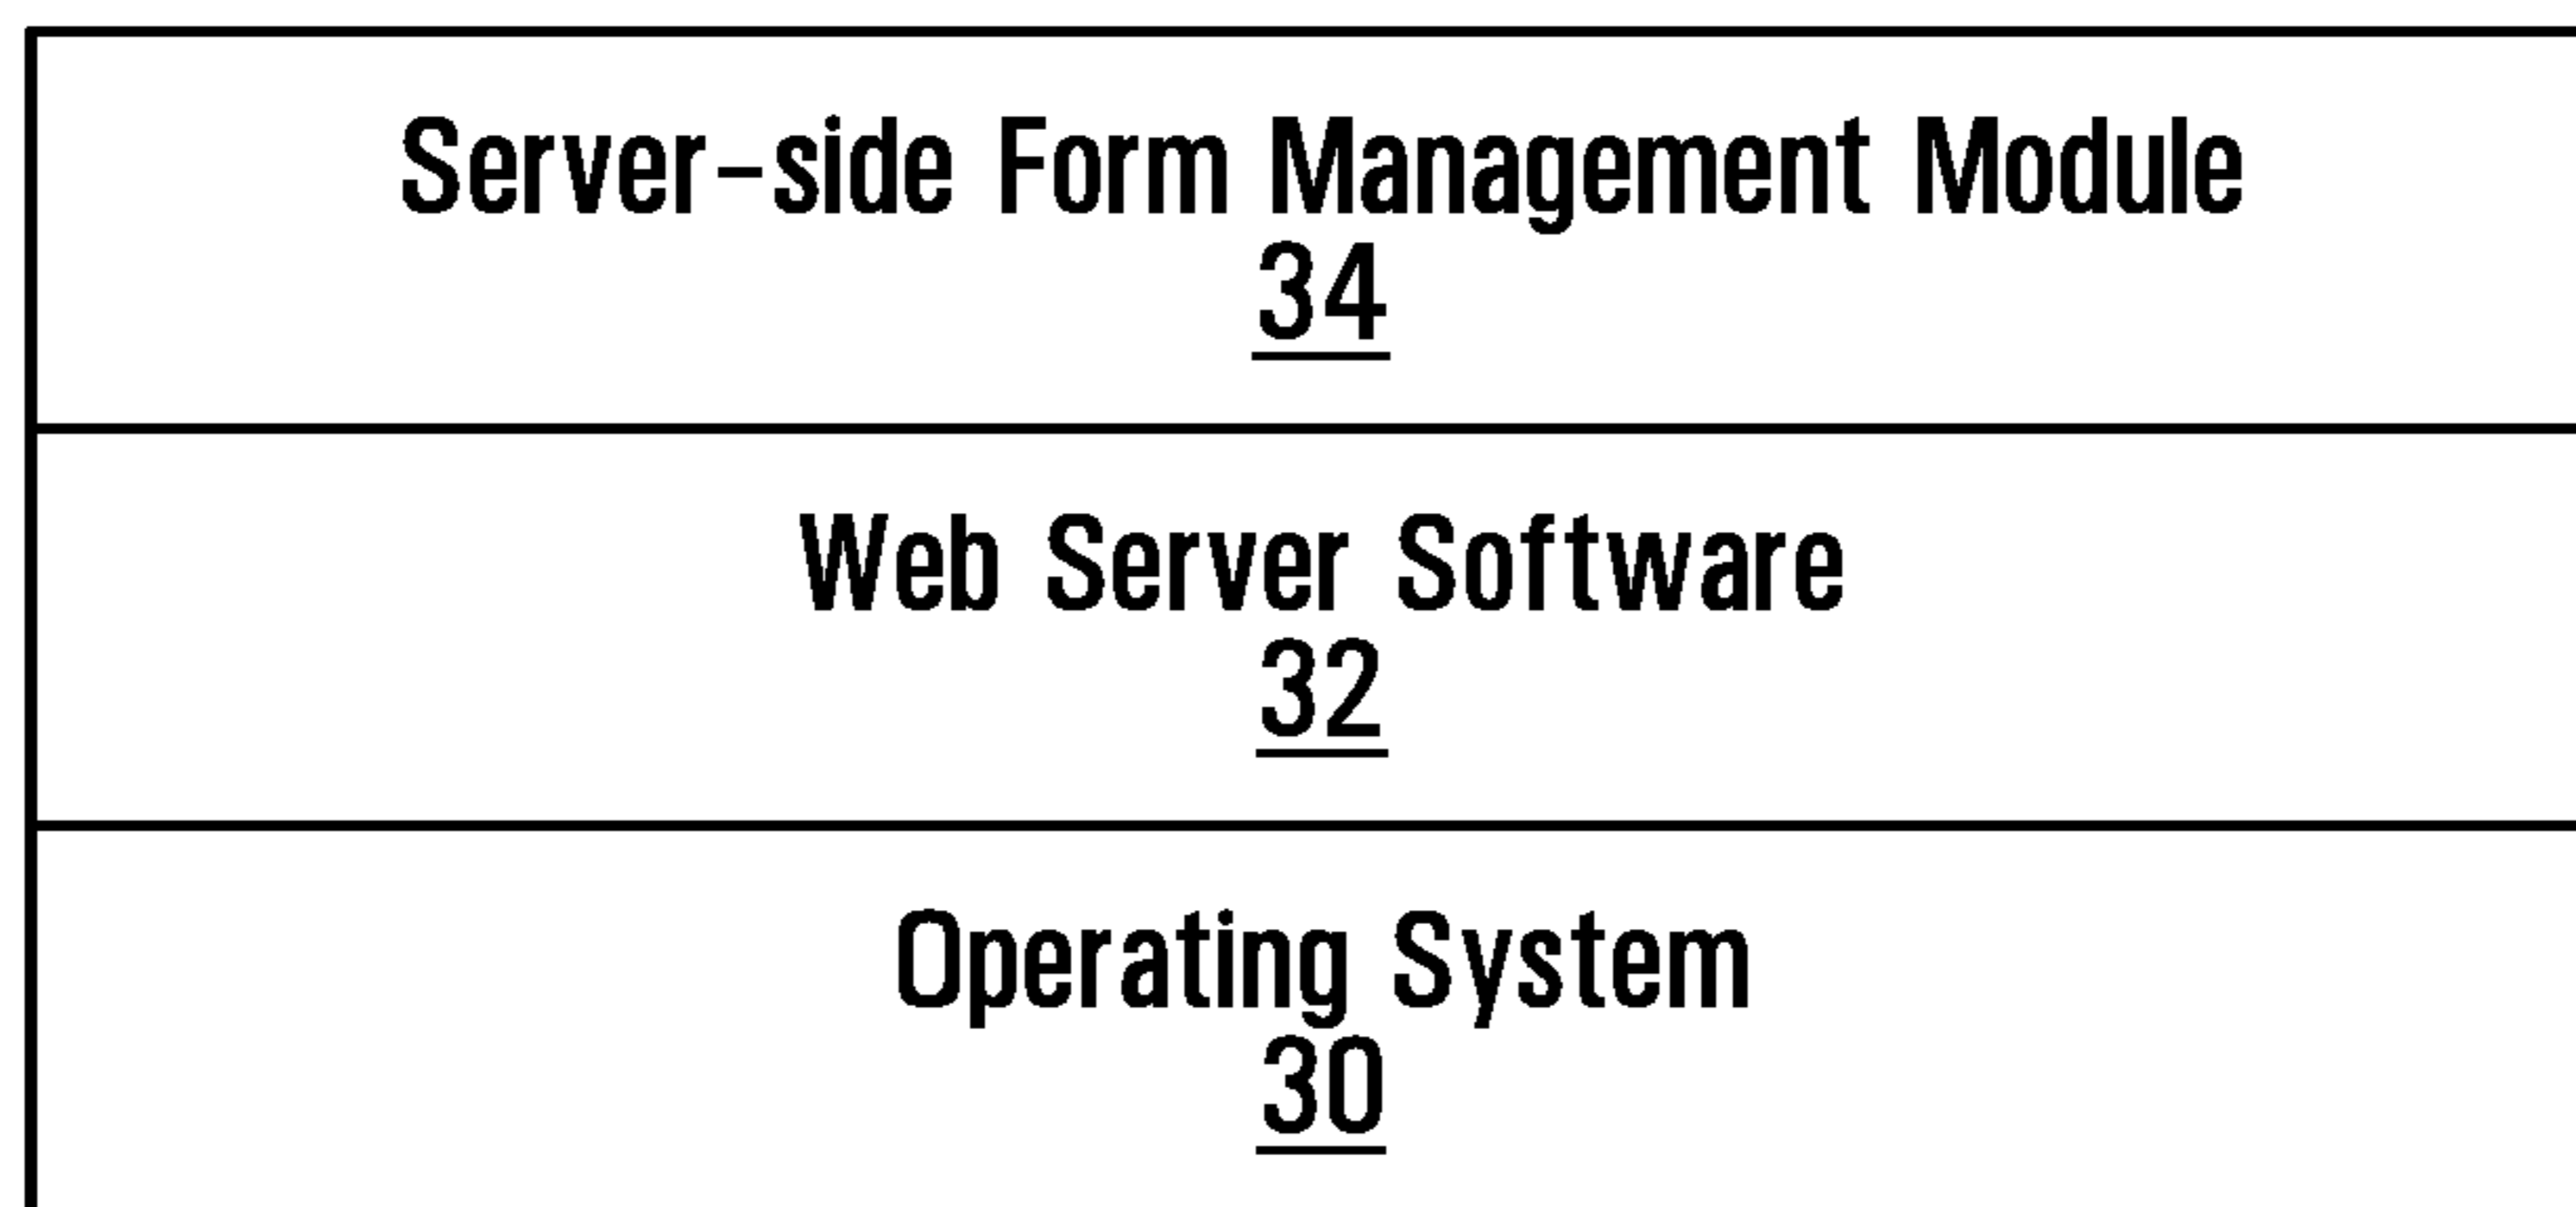 Server-side Form Management Module
34
Web Server Software
32
Operating System
30